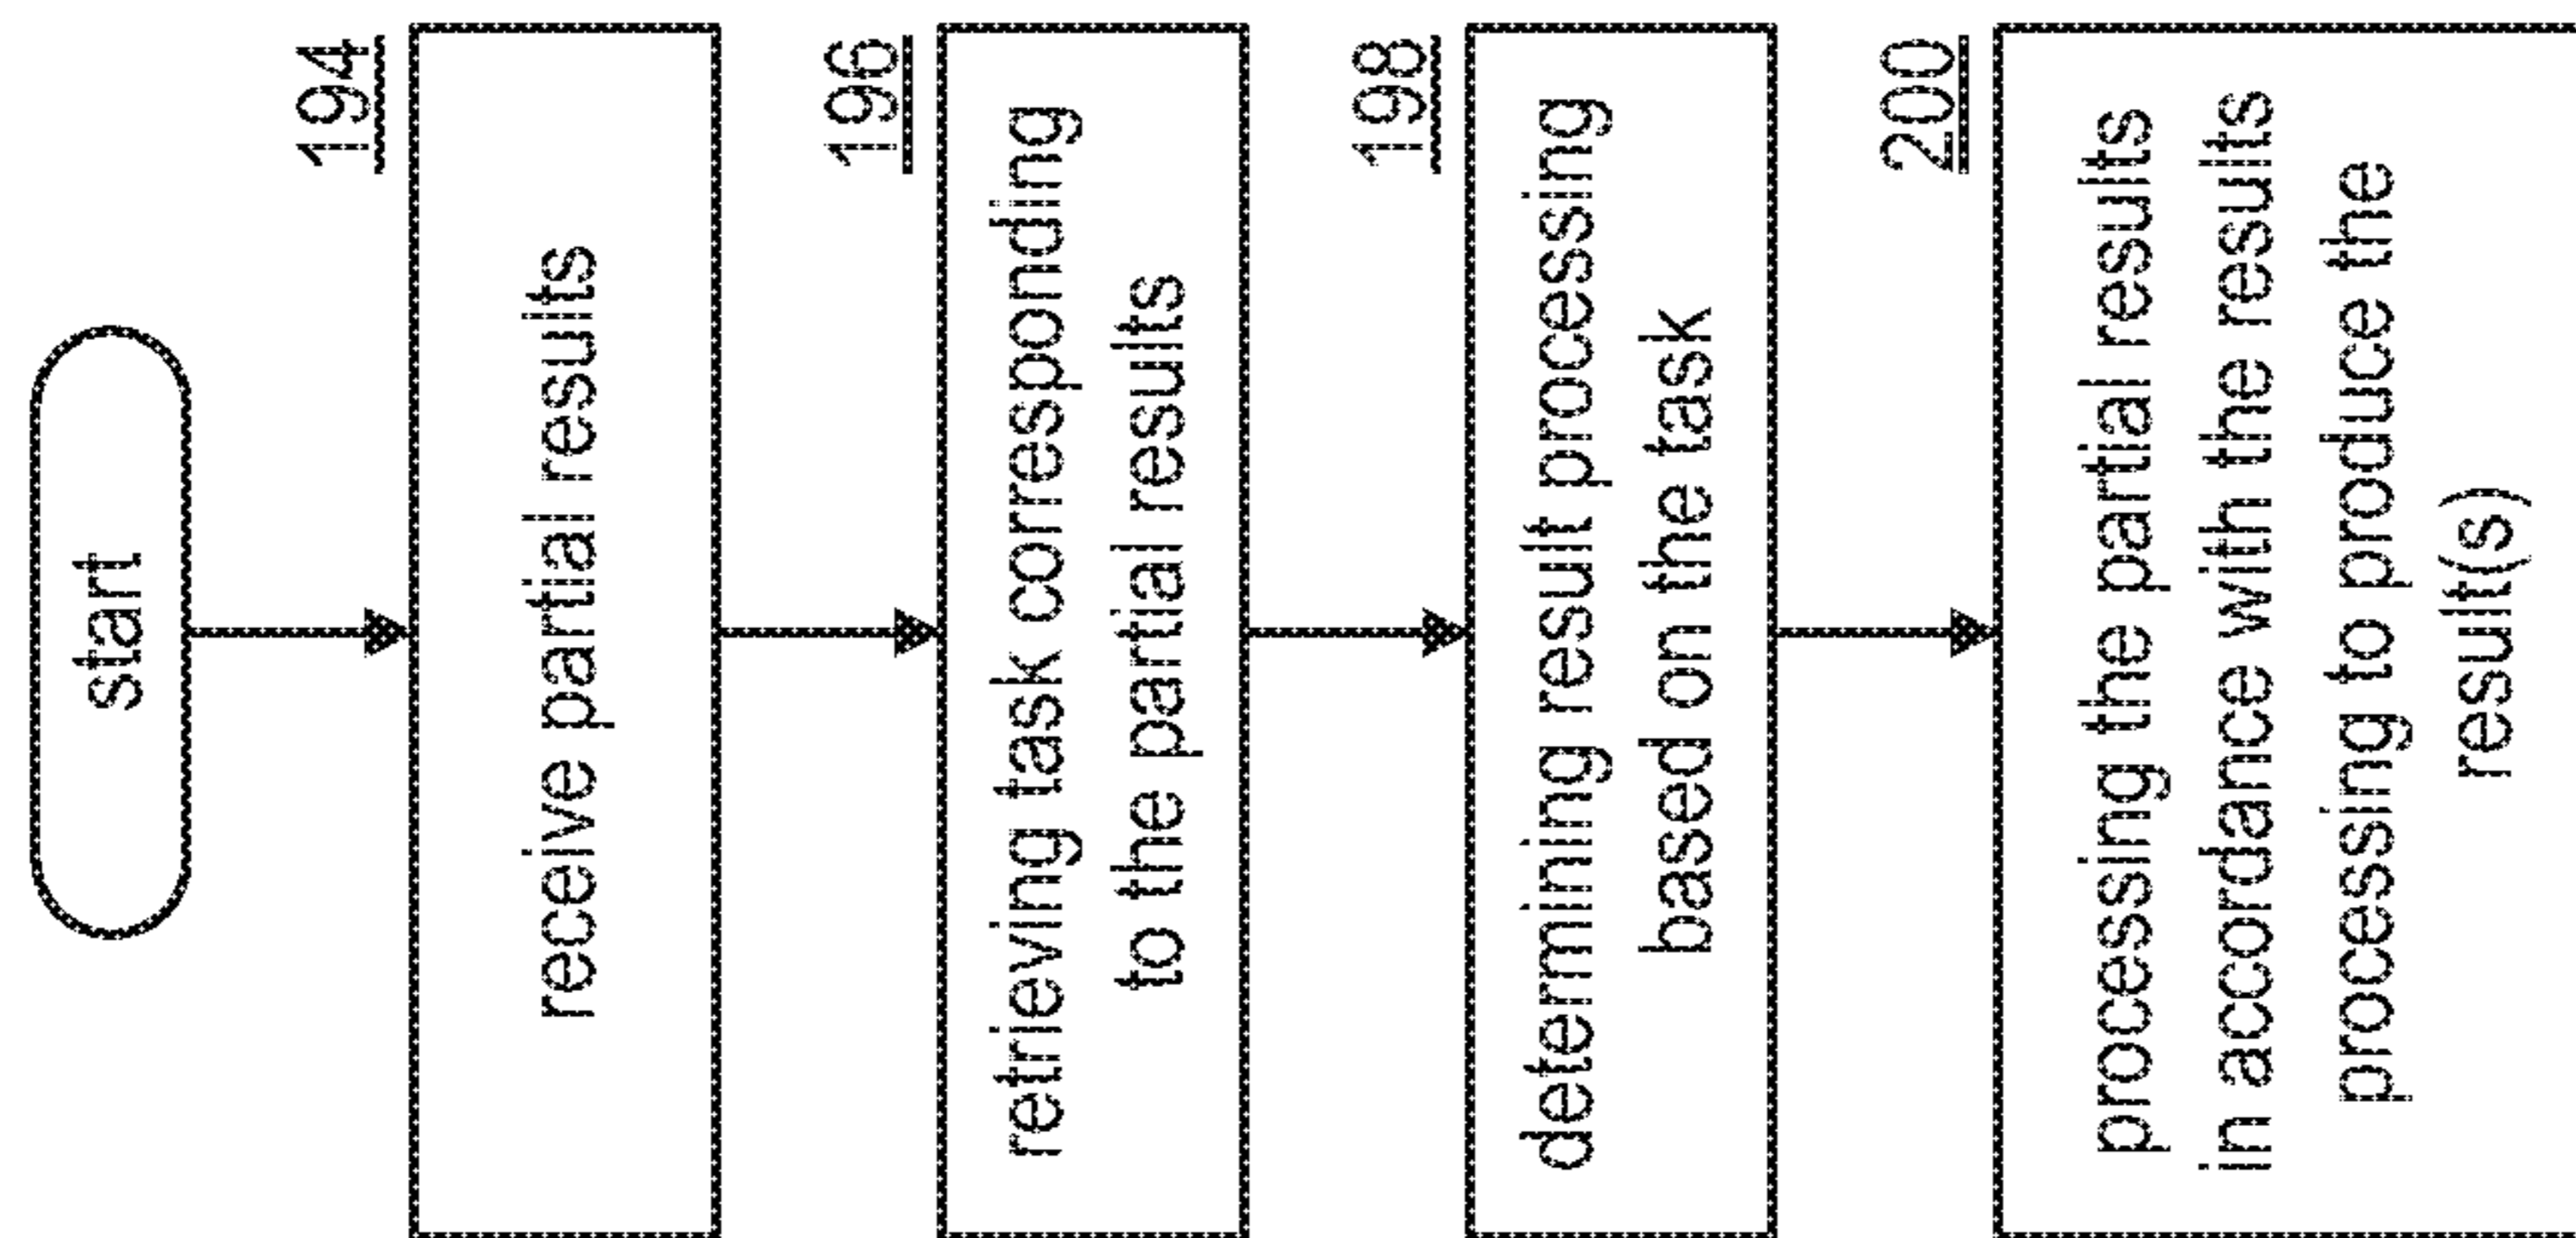 start
194
receive partial results
196
retrieving task corresponding
to the partial results
198
determining result processing
based on the task
200
processing the partial results
in accordance with the results
processing to produce the
result(s)